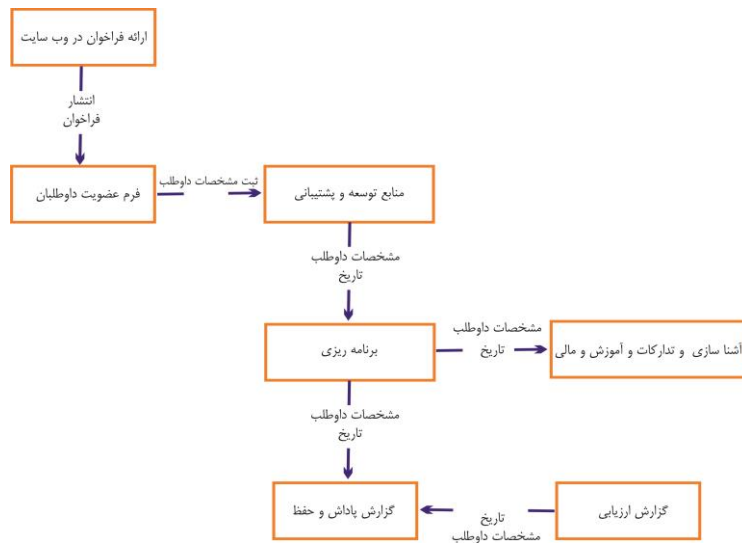 ارائه فراخوان در وب سایت
انتشار
فراخوان
فرم عضویت داوطلبان
ثبت مشخصات داوطلب
منابع توسعه و پشتیبانی
مشخصات داوطلب
تاریخ
برنامه ریزی
مشخصات داوطلب
تاریخ
آشنا سازی و تدارکات و آموزش و مالی
مشخصات داوطلب
تاریخ
گزارش پاداش و حفظ
تاریخ
مشخصات داوطلب
گزارش ارزیابی